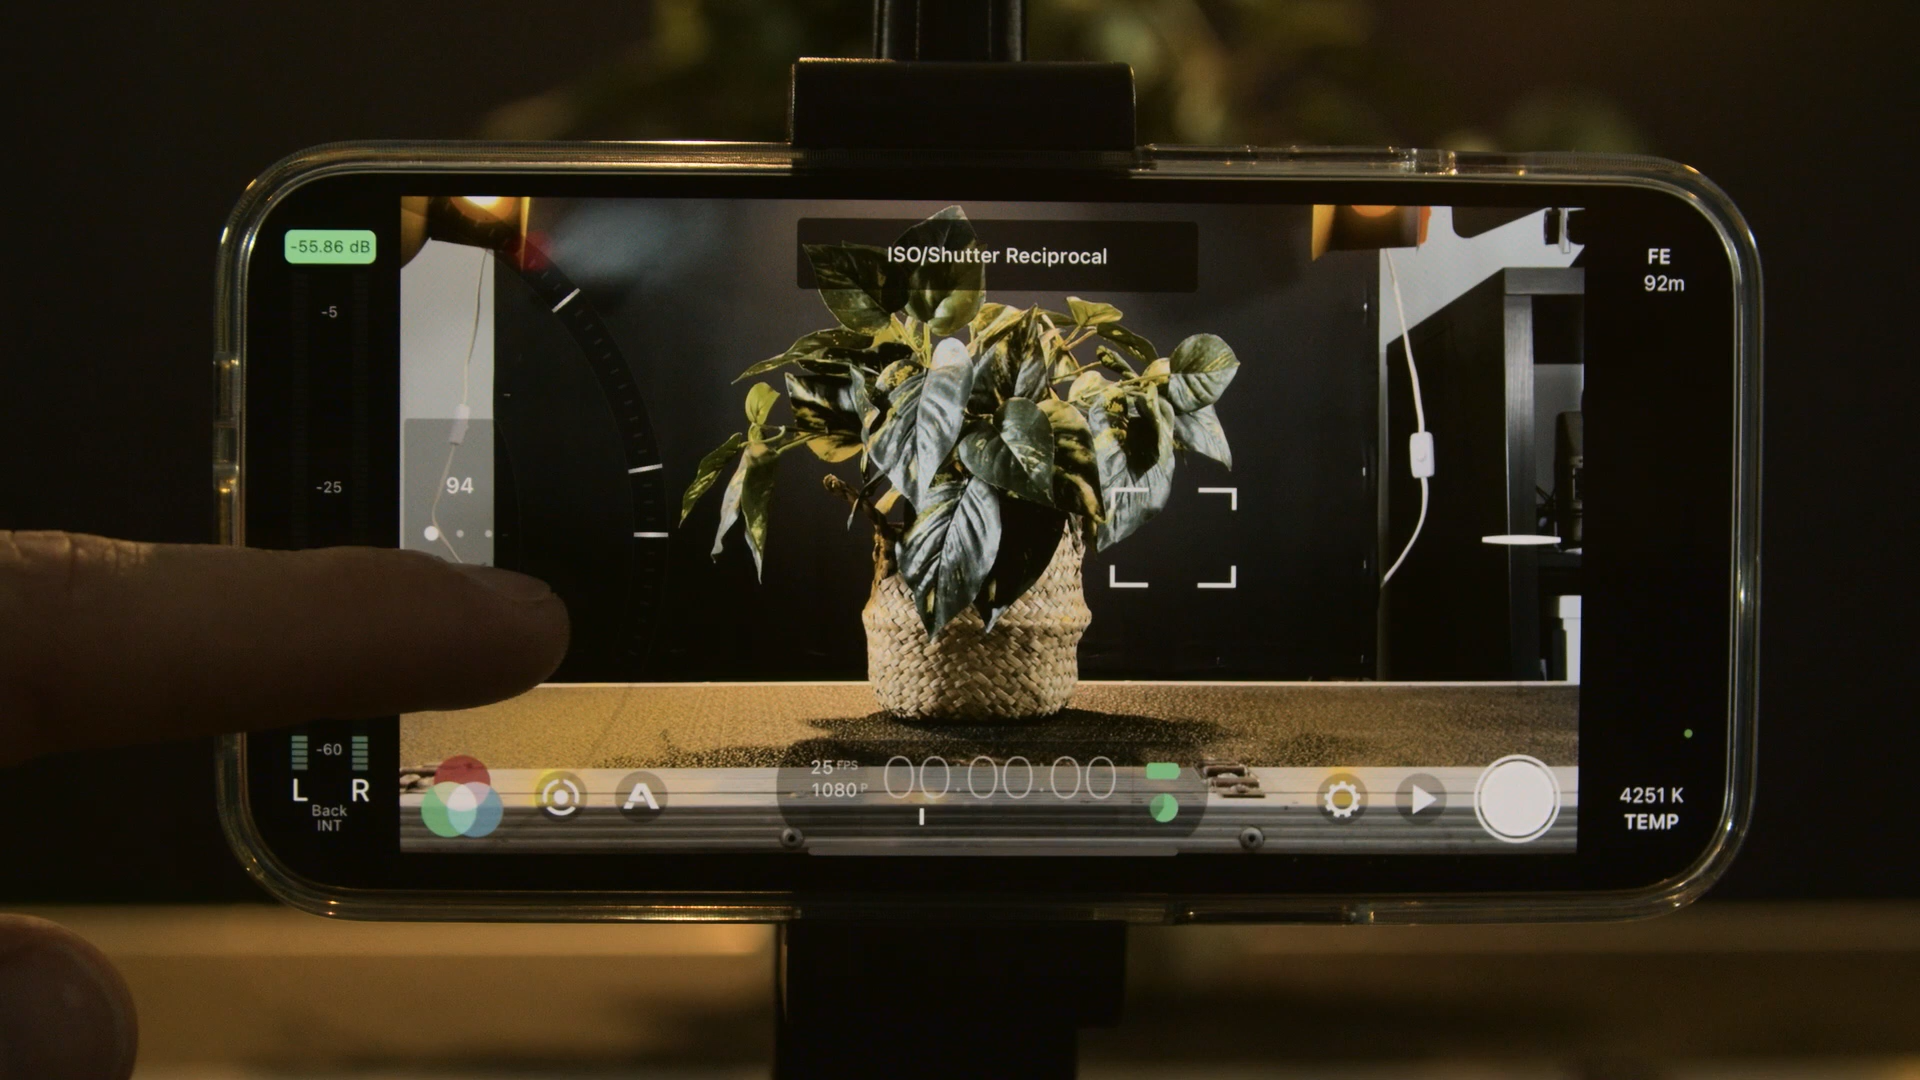 -55.86 dB
ISO/Shutter Reciprocal
FE
92m
-5
-25
94
-60
L R
Back
INT
25 FPS
1080 P
00:00:00
4251 K
TEMP